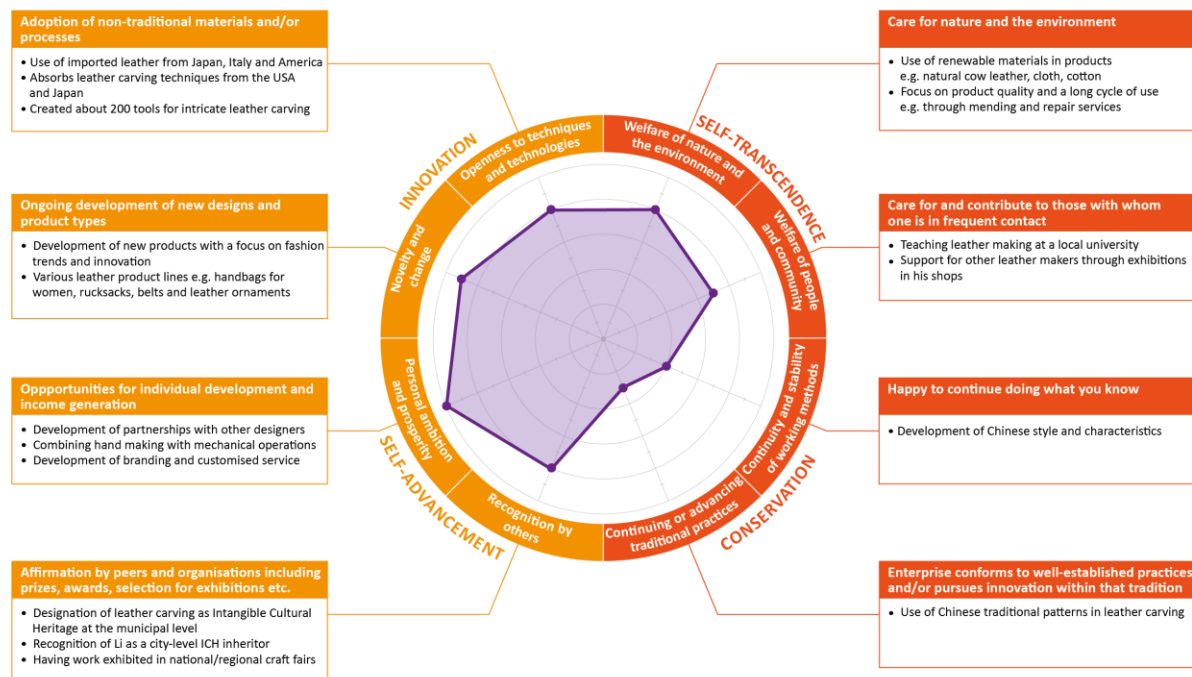 Adoption of non-traditional materials and/or
processes
• Use of imported leather from Japan, Italy and America
• Absorbs leather carving techniques from the USA
and Japan
• Created about 200 tools for intricate leather carving
Ongoing development of new designs and
product types
• Development of new products with a focus on fashion
trends and innovation
• Various leather product lines e.g. handbags for
women, rucksacks, belts and leather ornaments
Oppportunities for individual development and
income generation
• Development of partnerships with other designers
• Combining hand making with mechanical operations
• Development of branding and customised service
Affirmation by peers and organisations including
prizes, awards, selection for exhibitions etc.
• Designation of leather carving as Intangible Cultural
Heritage at the municipal level
• Recognition of Li as a city-level ICH inheritor
• Having work exhibited in national/regional craft fairs
INNOVATION
Openness to techniques
and technologies
Novelty and
change
SELF-ADVANCEMENT
Personal ambition
and prosperity
Recognition by
others
SELF-TRANSCENDENCE
Welfare of nature and
the environment
Welfare of people
and community
CONSERVATION
Continuity and stability
of working methods
Continuing or advancing
traditional practices
Care for nature and the environment
• Use of renewable materials in products
e.g. natural cow leather, cloth, cotton
• Focus on product quality and a long cycle of use
e.g. through mending and repair services
Care for and contribute to those with whom
one is in frequent contact
• Teaching leather making at a local university
• Support for other leather makers through exhibitions
in his shops
Happy to continue doing what you know
• Development of Chinese style and characteristics
Enterprise conforms to well-established practices
and/or pursues innovation within that tradition
• Use of Chinese traditional patterns in leather carving